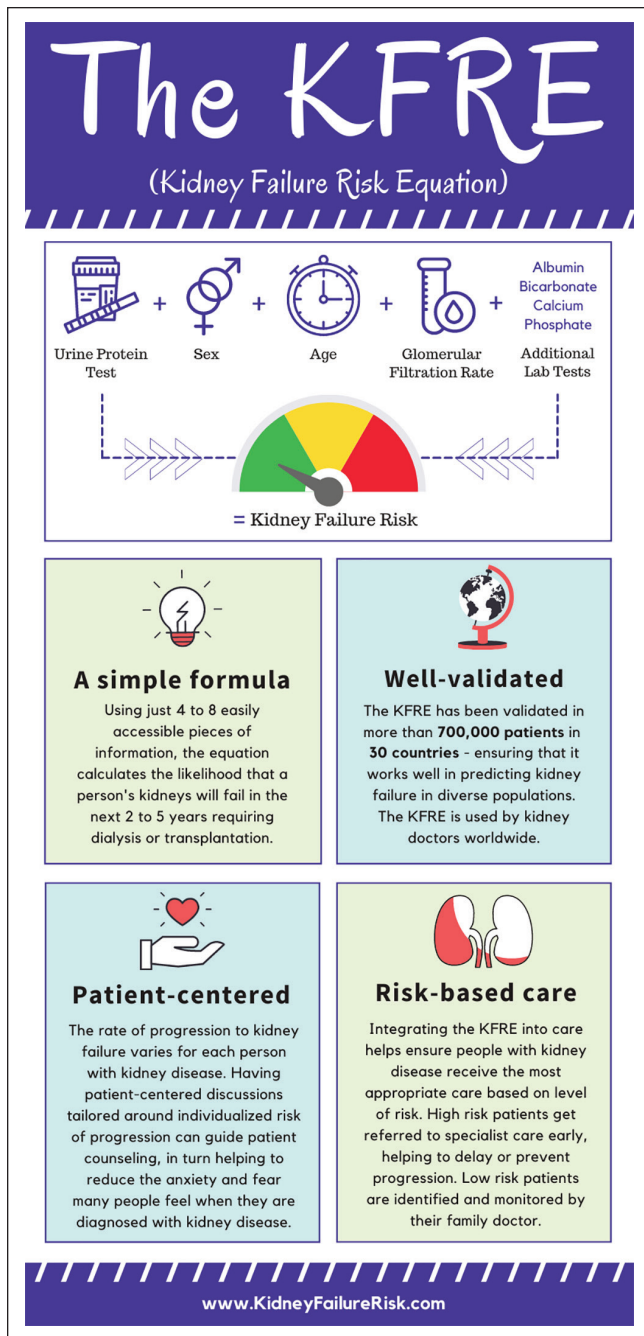 The KFRE
(Kidney Failure Risk Equation)
+
+
+
+
Albumin
Bicarbonate
Calcium
Phosphate
Urine Protein
Test
Sex
Age
Glomerular
Filtration Rate
Additional
Lab Tests
= Kidney Failure Risk
A simple formula
Using just 4 to 8 easily
accessible pieces of
information, the equation
calculates the likelihood that a
person's kidneys will fail in the
next 2 to 5 years requiring
dialysis or transplantation.
Well-validated
The KFRE has been validated in
more than 700,000 patients in
30 countries - ensuring that it
works well in predicting kidney
failure in diverse populations.
The KFRE is used by kidney
doctors worldwide.
Patient-centered
The rate of progression to kidney
failure varies for each person
with kidney disease. Having
patient-centered discussions
tailored around individualized risk
of progression can guide patient
counseling, in turn helping to
reduce the anxiety and fear
many people feel when they are
diagnosed with kidney disease.
Risk-based care
Integrating the KFRE into care
helps ensure people with kidney
disease receive the most
appropriate care based on level
of risk. High risk patients get
referred to specialist care early,
helping to delay or prevent
progression. Low risk patients
are identified and monitored by
their family doctor.
www.KidneyFailureRisk.com